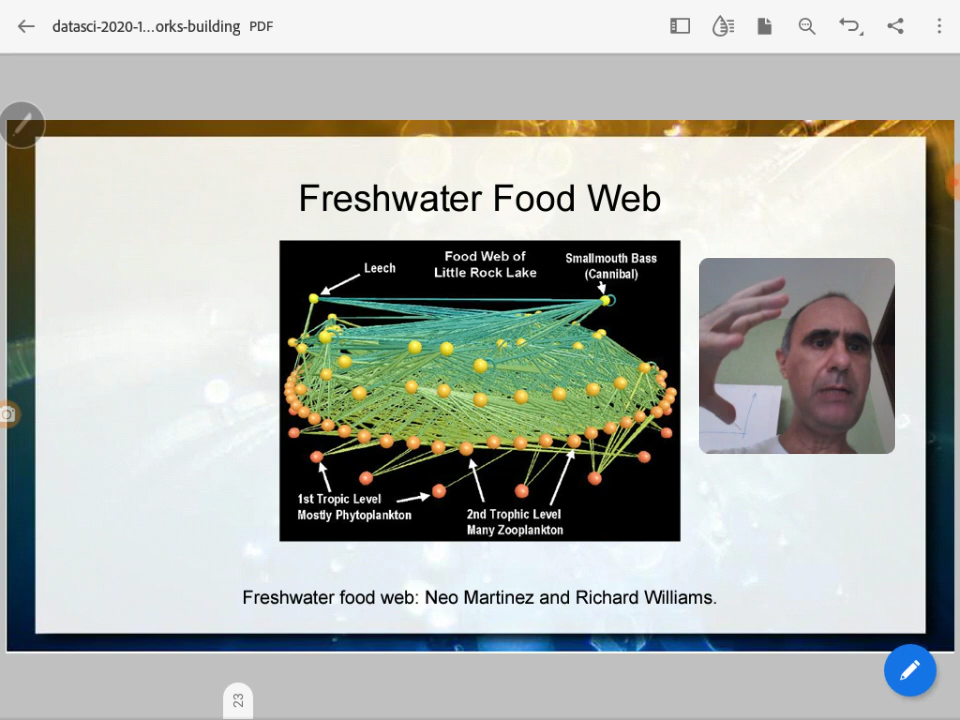 datasci-2020-1...orks-building PDF
Freshwater Food Web
Food Web of
Little Rock Lake
Leech
Smallmouth Bass
(Cannibal)
1st Tropic Level
Mostly Phytoplankton
2nd Trophic Level
Many Zooplankton
Freshwater food web: Neo Martinez and Richard Williams.
23